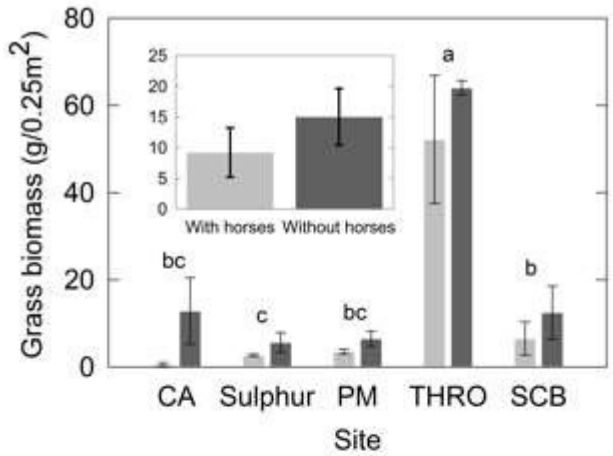 Grass biomass (g/0.25m²)
80
60
40
20
0
25
20
15
10
5
0
With horses Without horses
a
bc
c
bc
b
CA Sulphur PM THRO SCB
Site